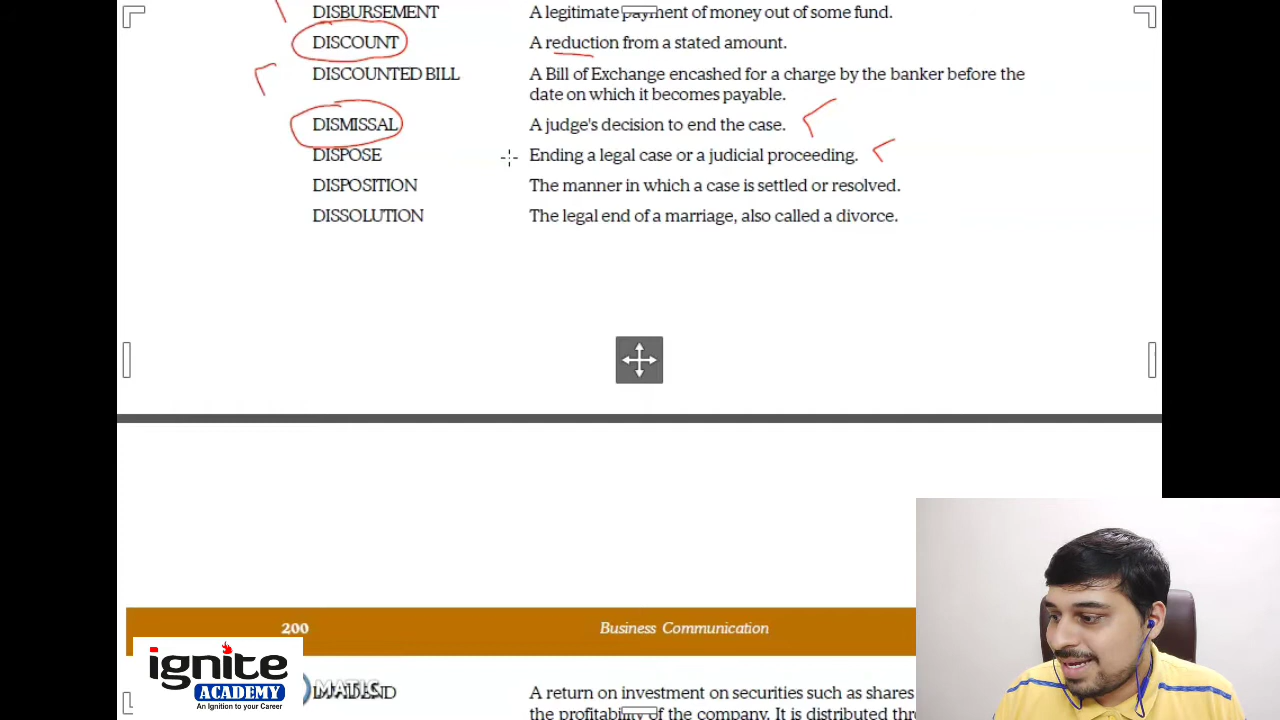 DISBURSEMENT A legitimate payment of money out of some fund.
DISCOUNT A reduction from a stated amount.
DISCOUNTED BILL A Bill of Exchange encashed for a charge by the banker before the
date on which it becomes payable.
DISMISSAL A judge's decision to end the case.
DISPOSE Ending a legal case or a judicial proceeding.
DISPOSITION The manner in which a case is settled or resolved.
DISSOLUTION The legal end of a marriage, also called a divorce.
200 Business Communication
ignite
ACADEMY
An Ignition to your Career
A return on investment on securities such as shares
the profitability of the company. It is distributed